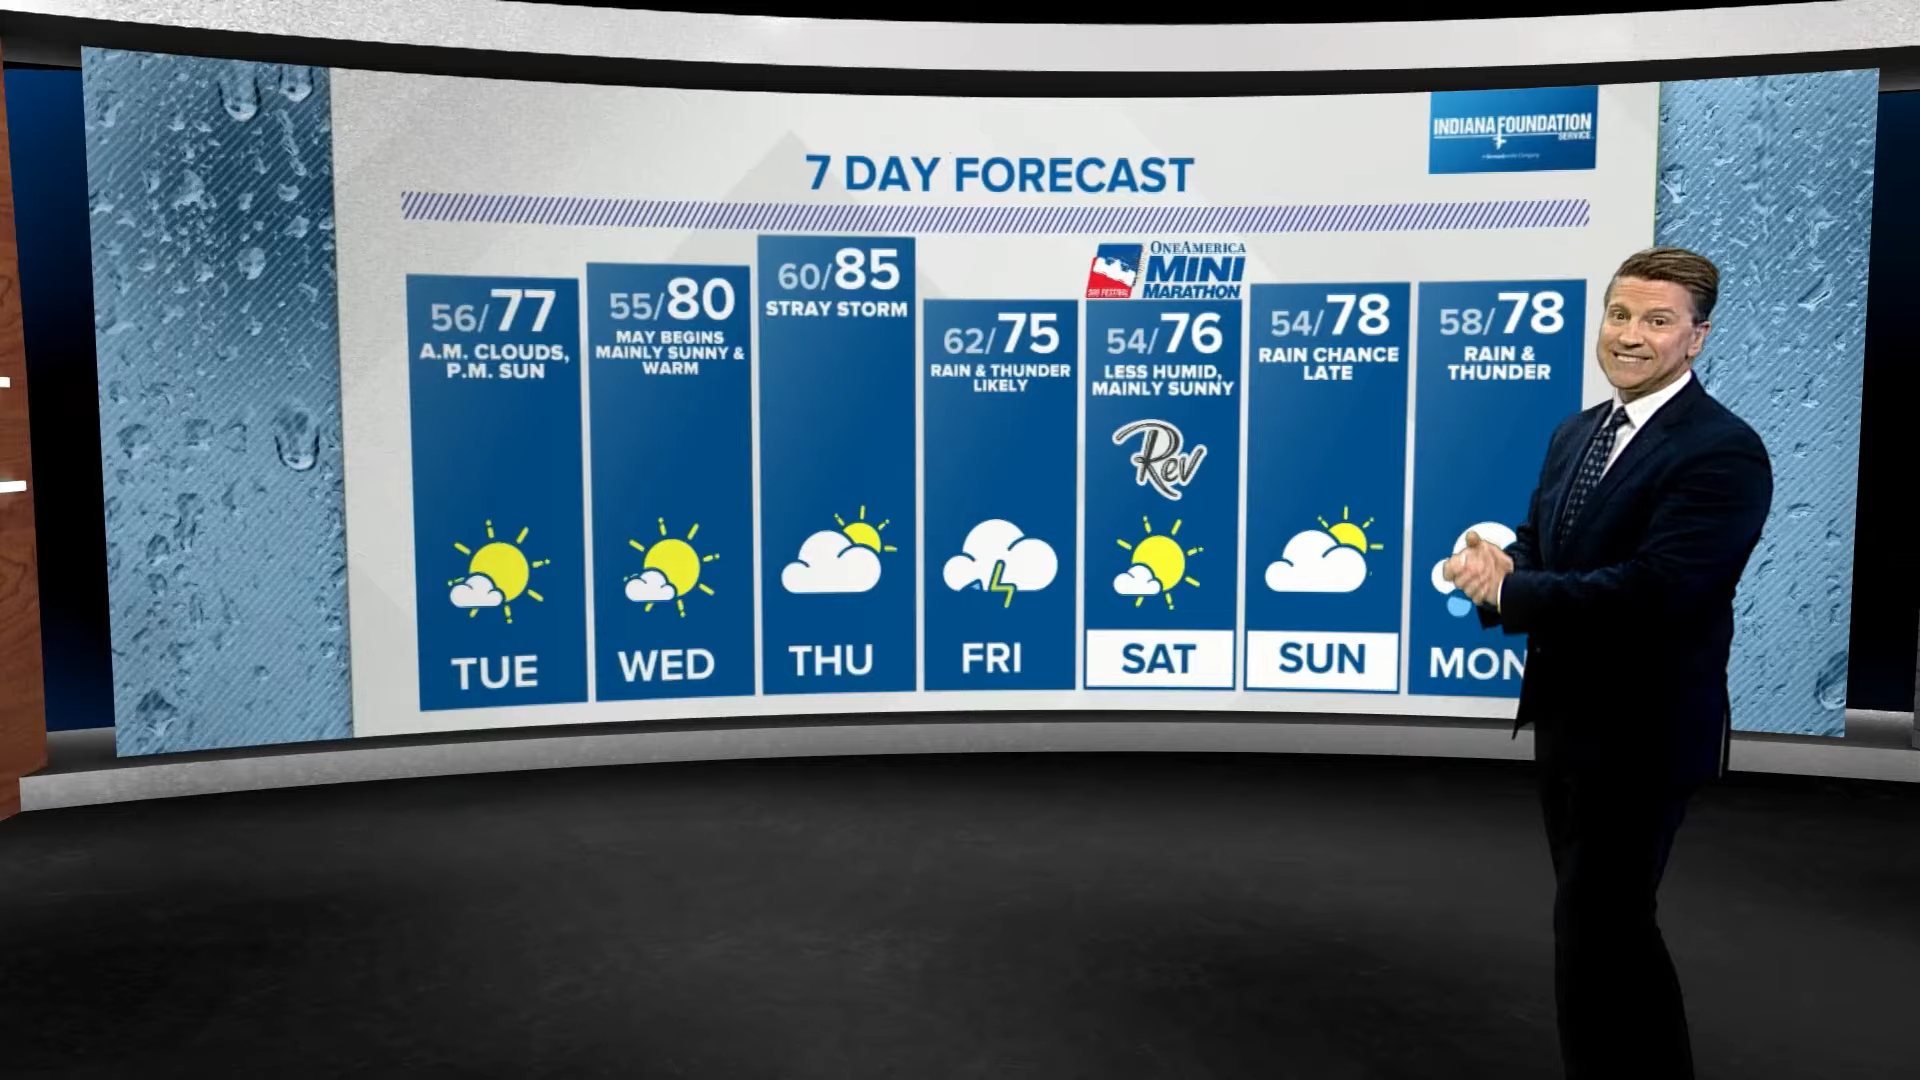 INDIANA FOUNDATION
SERVICE
7 DAY FORECAST
56/77
A.M. CLOUDS,
P.M. SUN
TUE
55/80
MAY BEGINS
MAINLY SUNNY &
WARM
WED
60/85
STRAY STORM
THU
62/75
RAIN & THUNDER
LIKELY
FRI
500 FESTIVAL
ONEAMERICA
MINI
MARATHON
54/76
LESS HUMID,
MAINLY SUNNY
Rev
SAT
54/78
RAIN CHANCE
LATE
SUN
58/78
RAIN &
THUNDER
MON